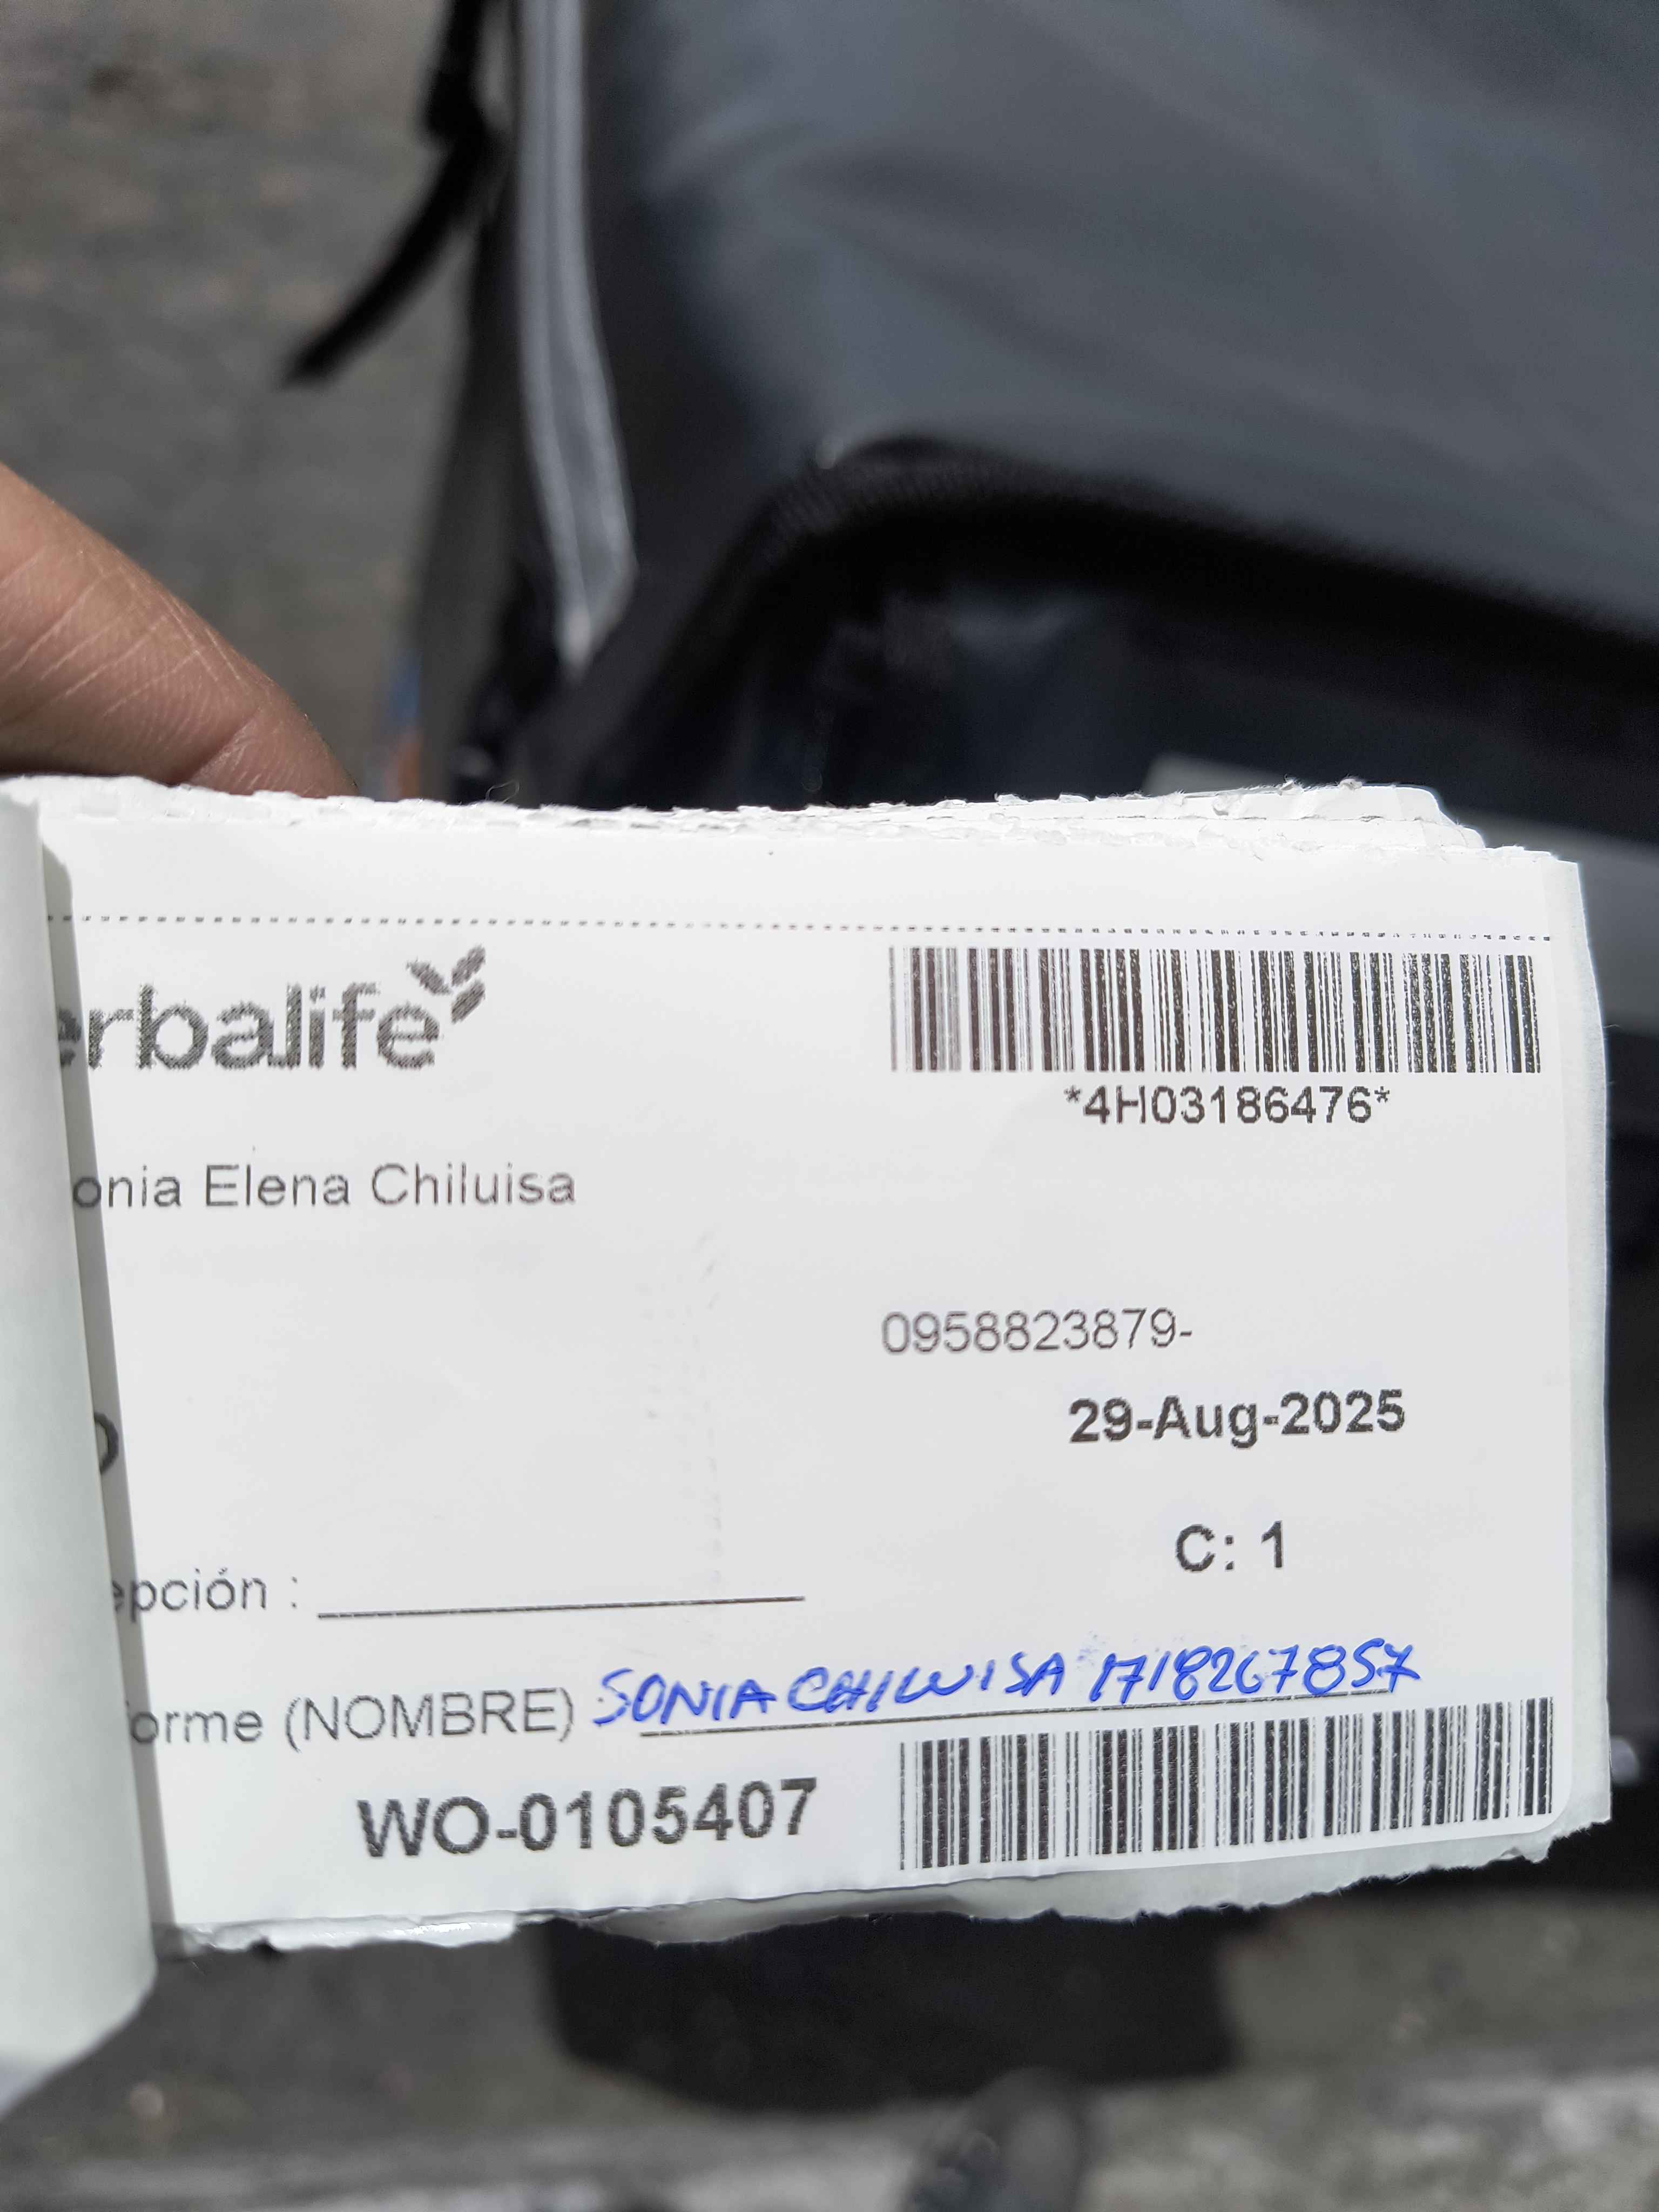 erbalife
*4H03186476*
onia Elena Chiluisa
0958823879-
29-Aug-2025
C: 1
epción :
orme (NOMBRE) SONIA CHILUISA 1718267857
WO-0105407